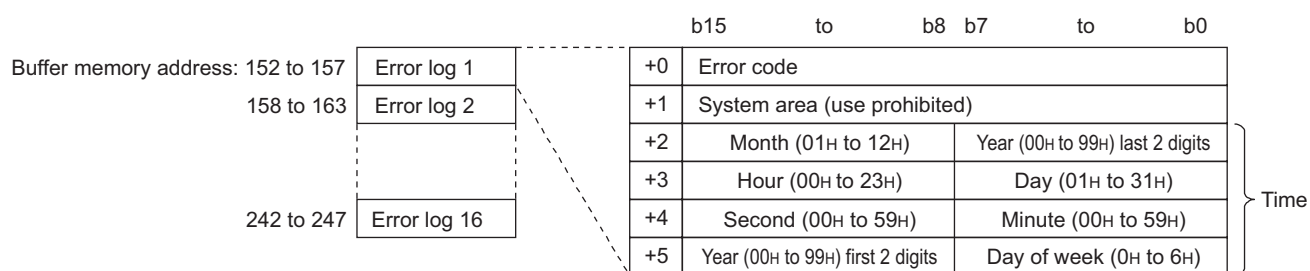 b15 to b8 b7 to b0
Buffer memory address: 152 to 157 Error log 1 +0 Error code
158 to 163 Error log 2 +1 System area (use prohibited)
+2 Month (01H to 12H) Year (00H to 99H) last 2 digits
+3 Hour (00H to 23H) Day (01H to 31H) Time
242 to 247 Error log 16 +4 Second (00H to 59H) Minute (00H to 59H)
+5 Year (00H to 99H) first 2 digits Day of week (0H to 6H)